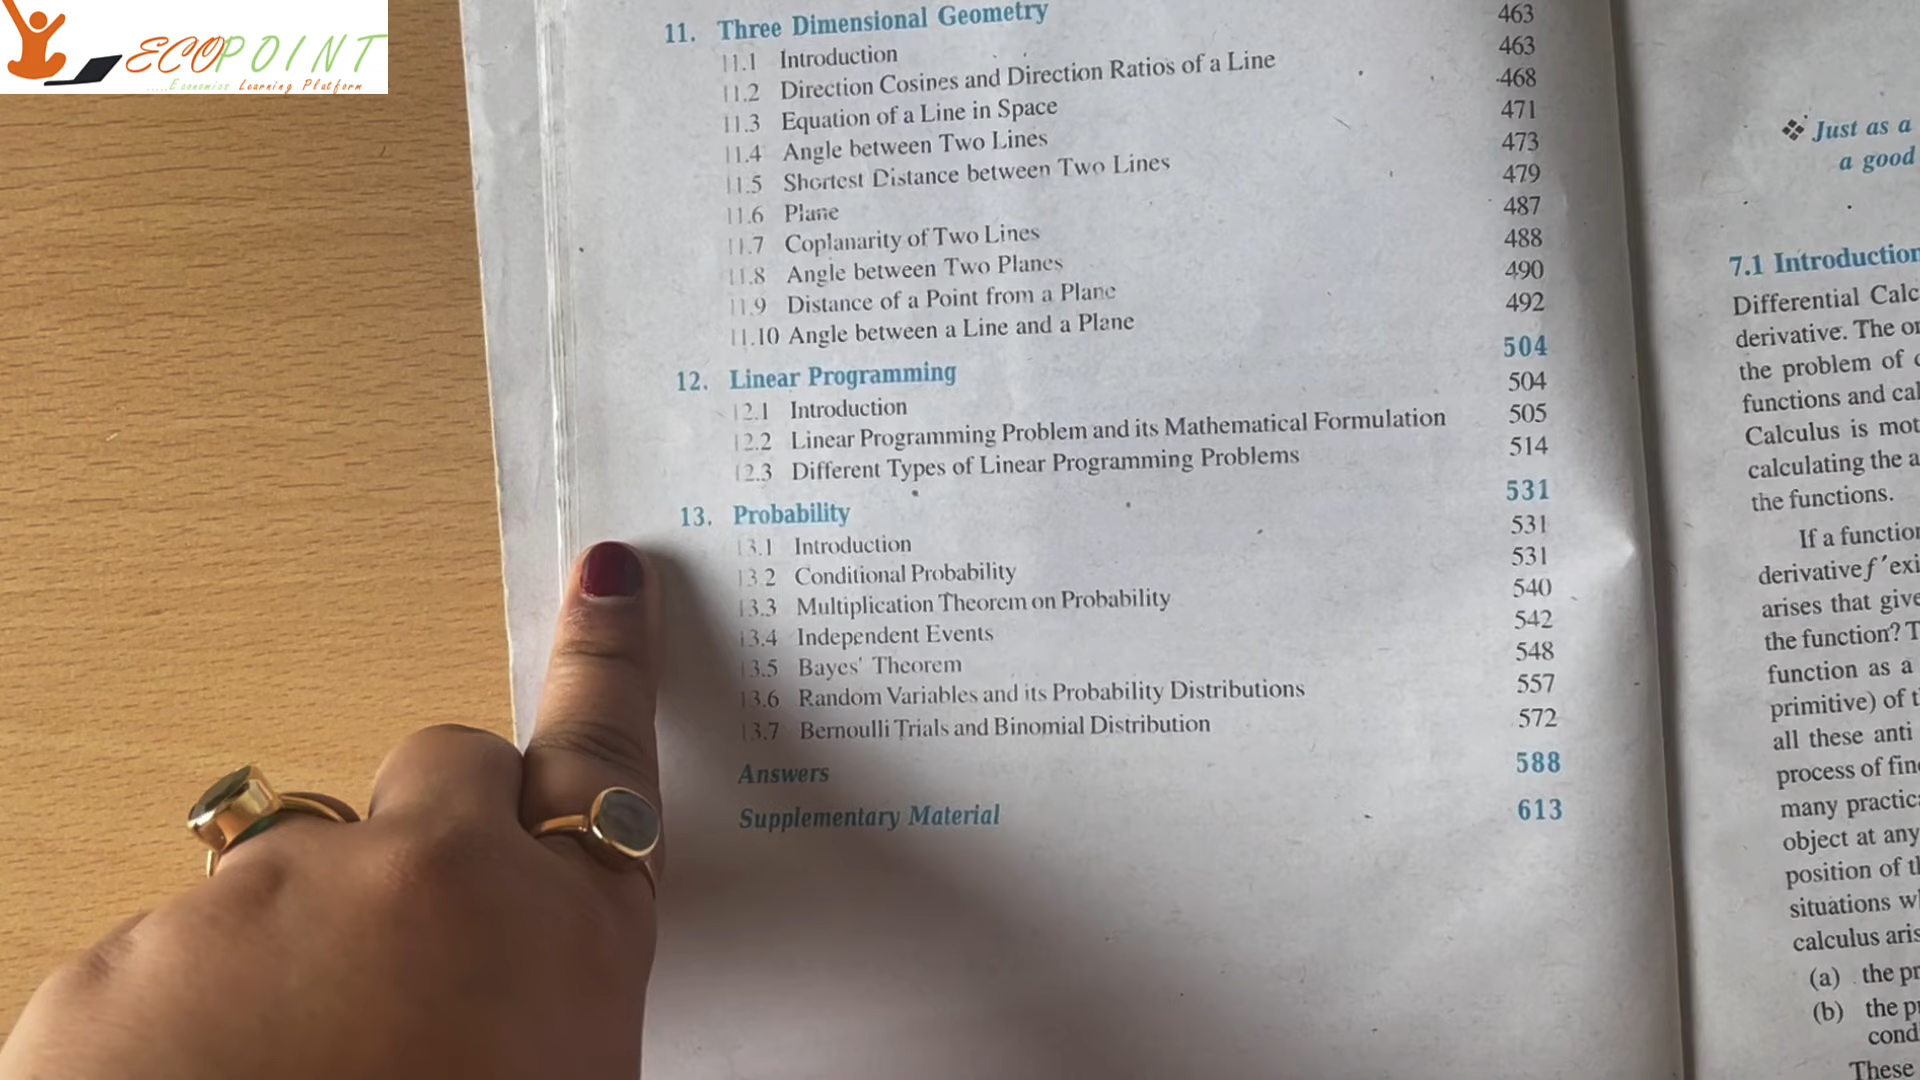 ECOPOINT
.....Economics Learning Platform
11. Three Dimensional Geometry 463
11.1 Introduction 463
11.2 Direction Cosines and Direction Ratios of a Line 468
11.3 Equation of a Line in Space 471
11.4 Angle between Two Lines 473
11.5 Shortest Distance between Two Lines 479
11.6 Plane 487
11.7 Coplanarity of Two Lines 488
11.8 Angle between Two Planes 490
11.9 Distance of a Point from a Plane 492
11.10 Angle between a Line and a Plane
12. Linear Programming 504
12.1 Introduction 504
12.2 Linear Programming Problem and its Mathematical Formulation 505
12.3 Different Types of Linear Programming Problems 514
13. Probability 531
13.1 Introduction 531
13.2 Conditional Probability 531
13.3 Multiplication Theorem on Probability 540
13.4 Independent Events 542
13.5 Bayes' Theorem 548
13.6 Random Variables and its Probability Distributions 557
13.7 Bernoulli Trials and Binomial Distribution 572
Answers 588
Supplementary Material 613
❖ Just as a
a good
7.1 Introduction
Differential Calc
derivative. The or
the problem of
functions and cal
Calculus is mot
calculating the a
the functions.
If a function
derivative f 'exi
arises that give
the function? T
function as a
primitive) of t
all these anti
process of fin
many practic
object at any
position of t
situations w
calculus aris
(a) the pr
(b) the p
cond
These